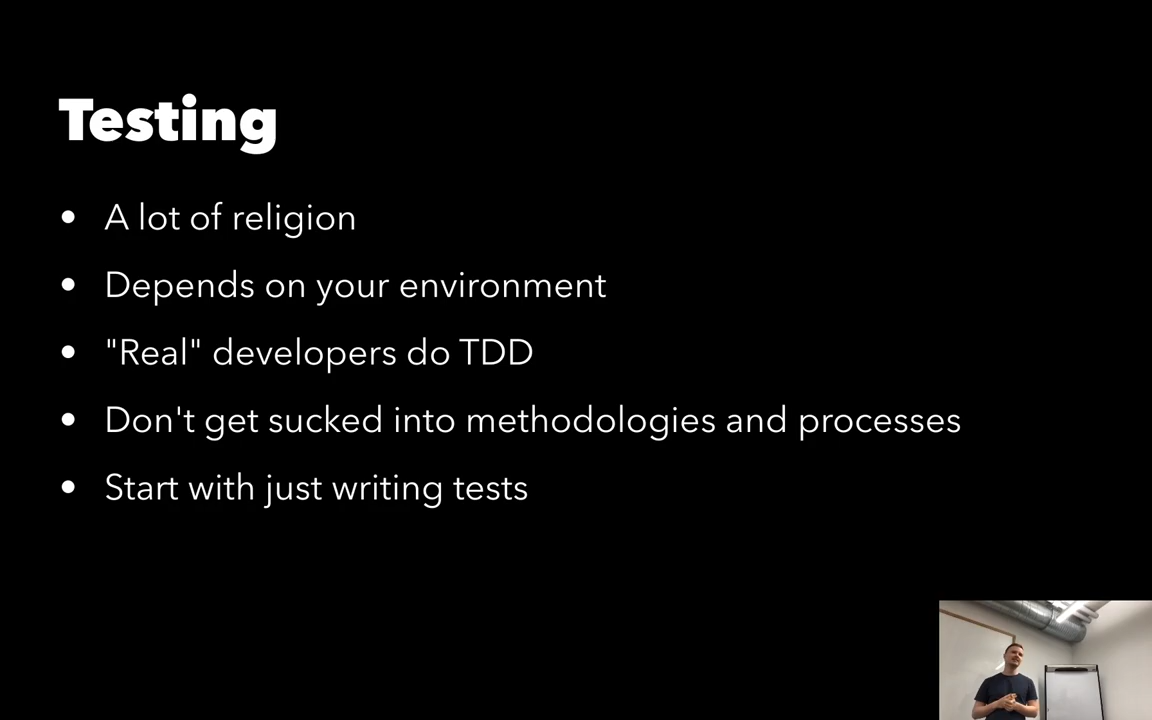 Testing
• A lot of religion
• Depends on your environment
• "Real" developers do TDD
• Don't get sucked into methodologies and processes
• Start with just writing tests